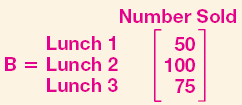 Number Sold
Lunch 1 50
B = Lunch 2 100
Lunch 3 75